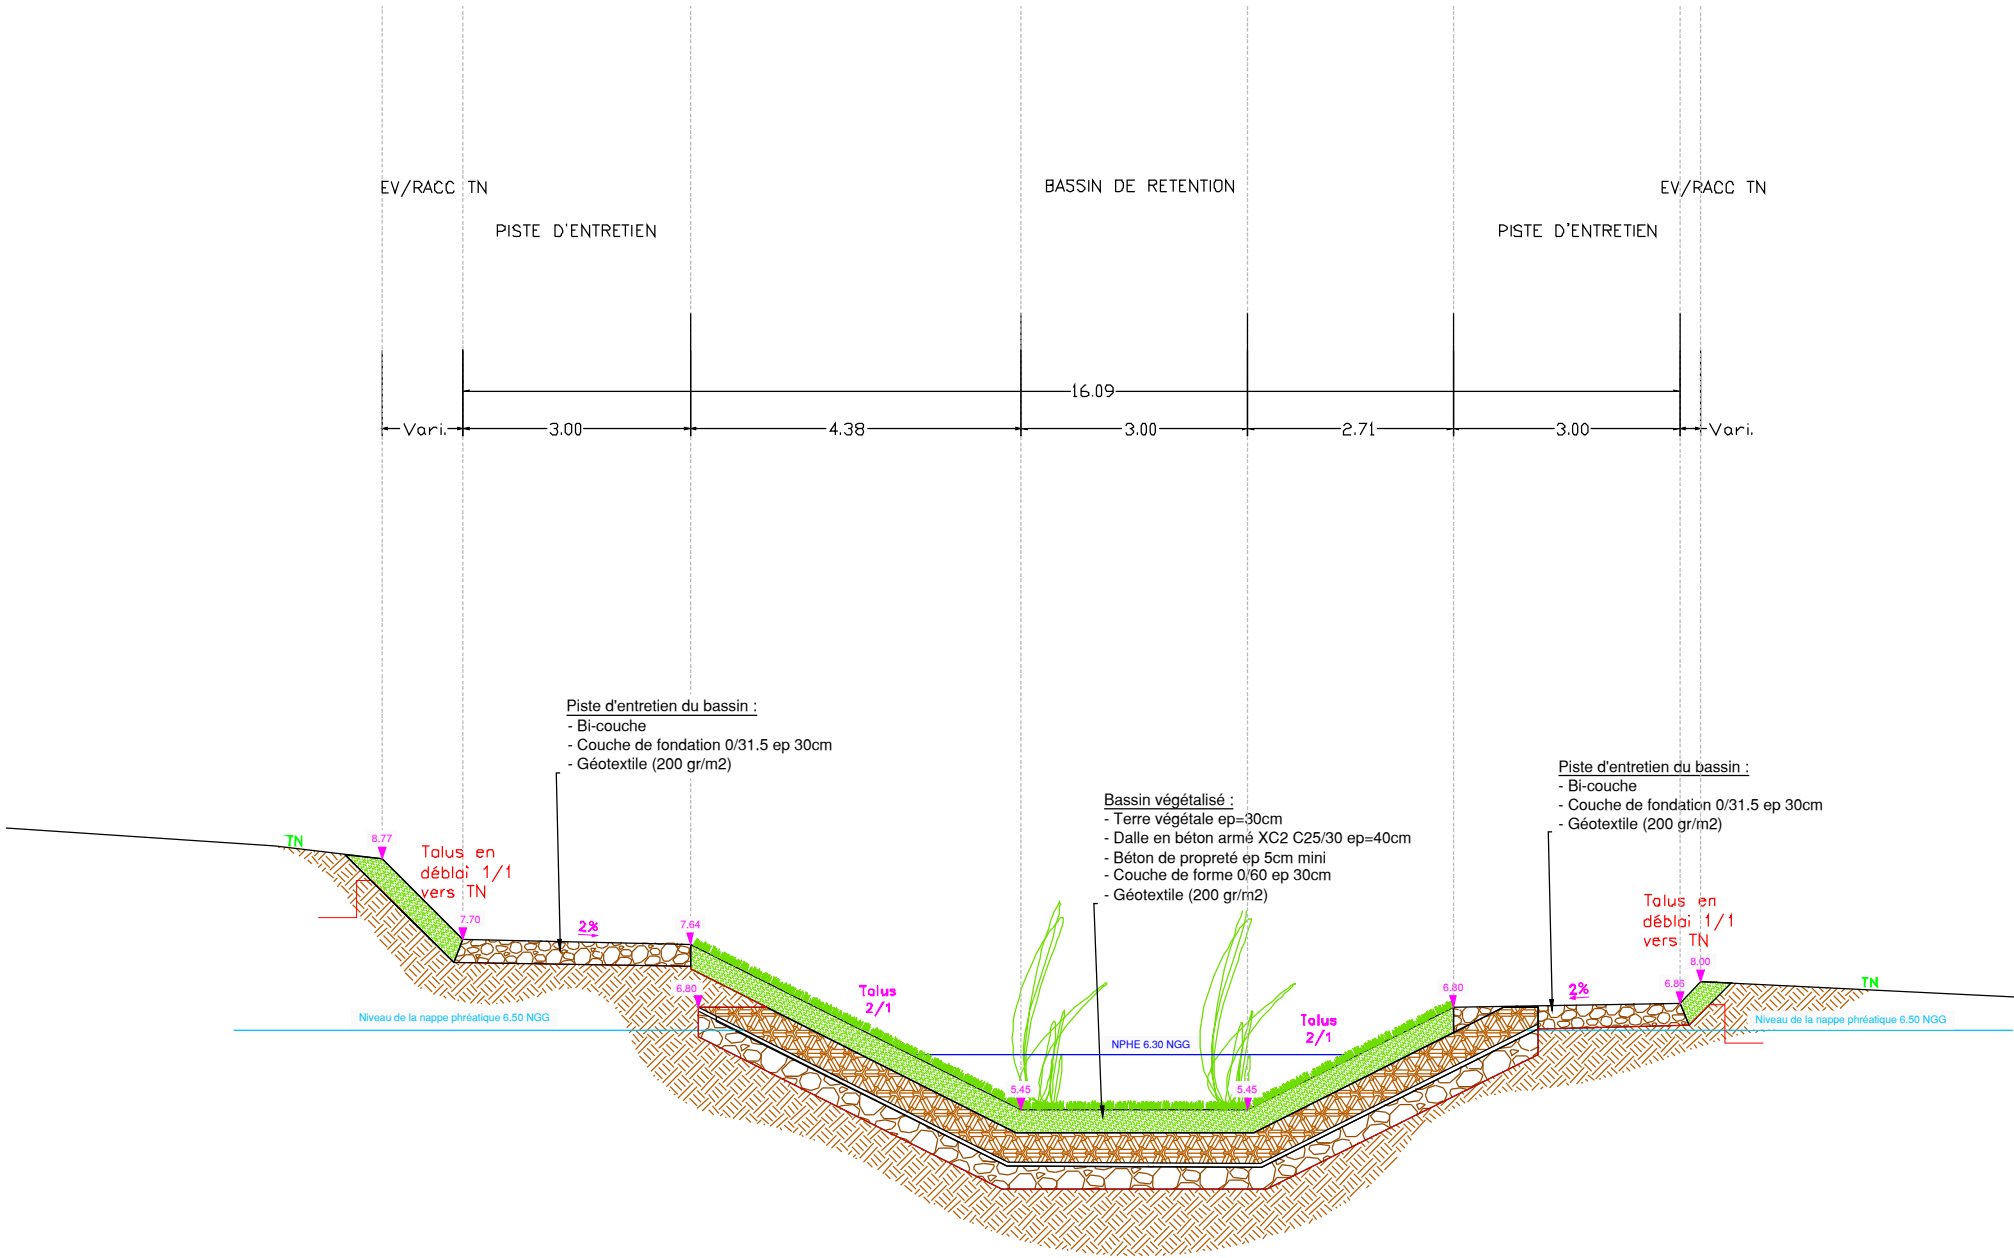 EV/RACC TN
BASSIN DE RETENTION
EV/RACC TN
PISTE D'ENTRETIEN
PISTE D'ENTRETIEN
16.09
Vari.
3.00
4.38
3.00
2.71
3.00
Vari.
Piste d'entretien du bassin :
- Bi-couche
- Couche de fondation 0/31.5 ep 30cm
- Géotextile (200 gr/m2)
Piste d'entretien du bassin :
- Bi-couche
- Couche de fondation 0/31.5 ep 30cm
- Géotextile (200 gr/m2)
Bassin végétalisé :
- Terre végétale ep=30cm
- Dalle en béton armé XC2 C25/30 ep=40cm
- Béton de propreté ep 5cm mini
- Couche de forme 0/60 ep 30cm
- Géotextile (200 gr/m2)
TN
8.77
Talus en
déblai 1/1
vers TN
7.70
2%
7.64
6.80
Talus
2/1
Niveau de la nappe phréatique 6.50 NGG
NPHE 6.30 NGG
5.45
5.45
Talus
2/1
6.80
2%
6.86
Talus en
déblai 1/1
vers TN
8.00
TN
Niveau de la nappe phréatique 6.50 NGG